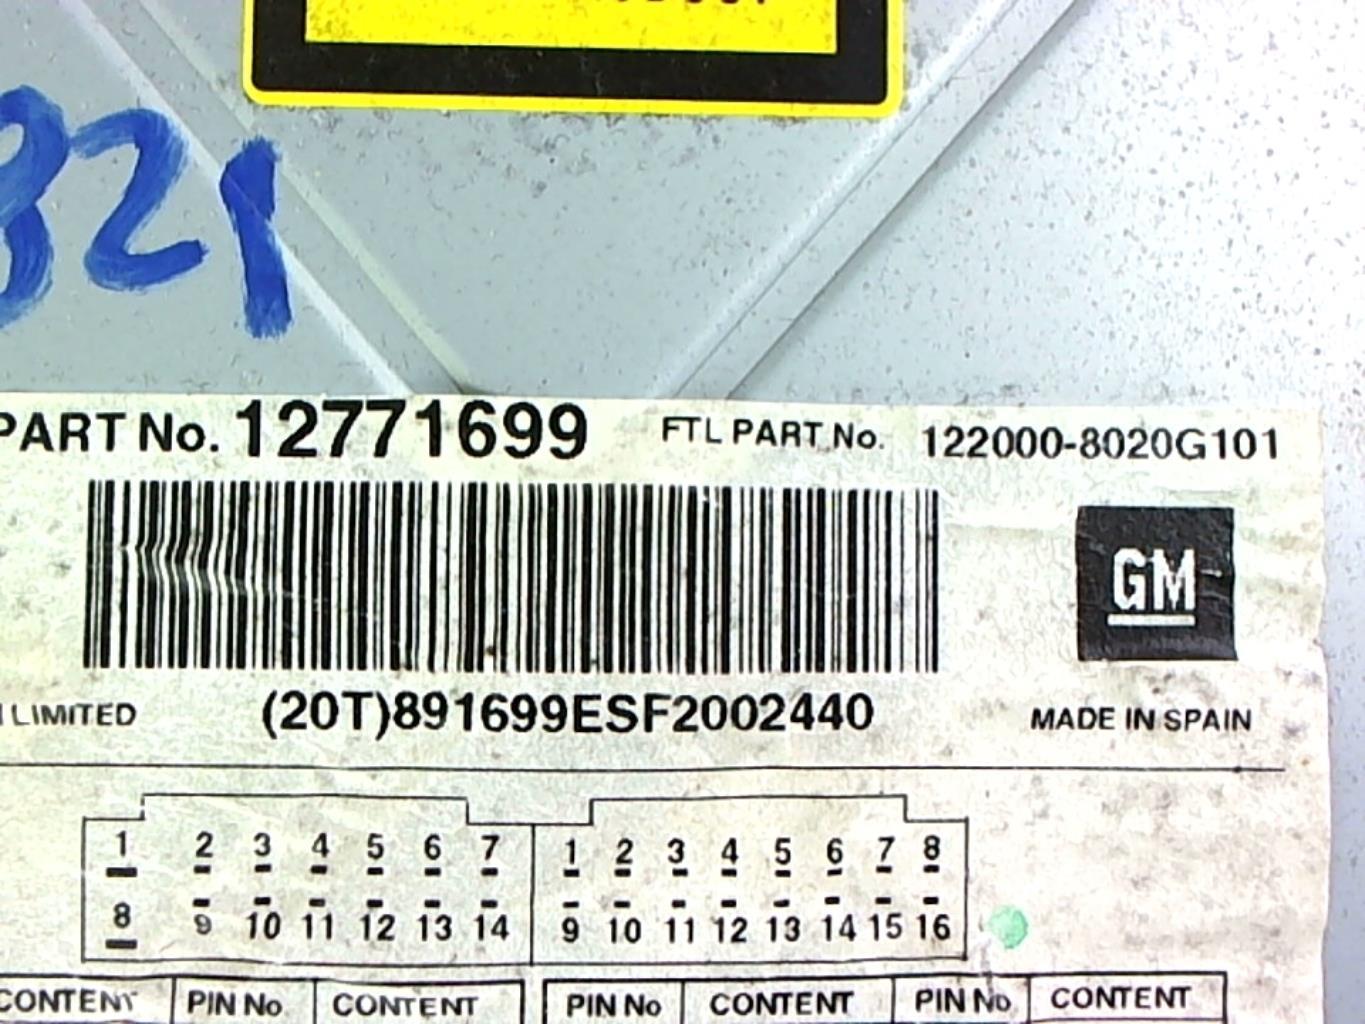 821
PART No. 12771699 FTL PART No. 122000-8020G101
GM
LIMITED (20T)891699ESF2002440 MADE IN SPAIN
1 2 3 4 5 6 7 1 2 3 4 5 6 7 8
8 9 10 11 12 13 14 9 10 11 12 13 14 15 16
CONTENT PIN No CONTENT PIN No CONTENT PIN No CONTENT